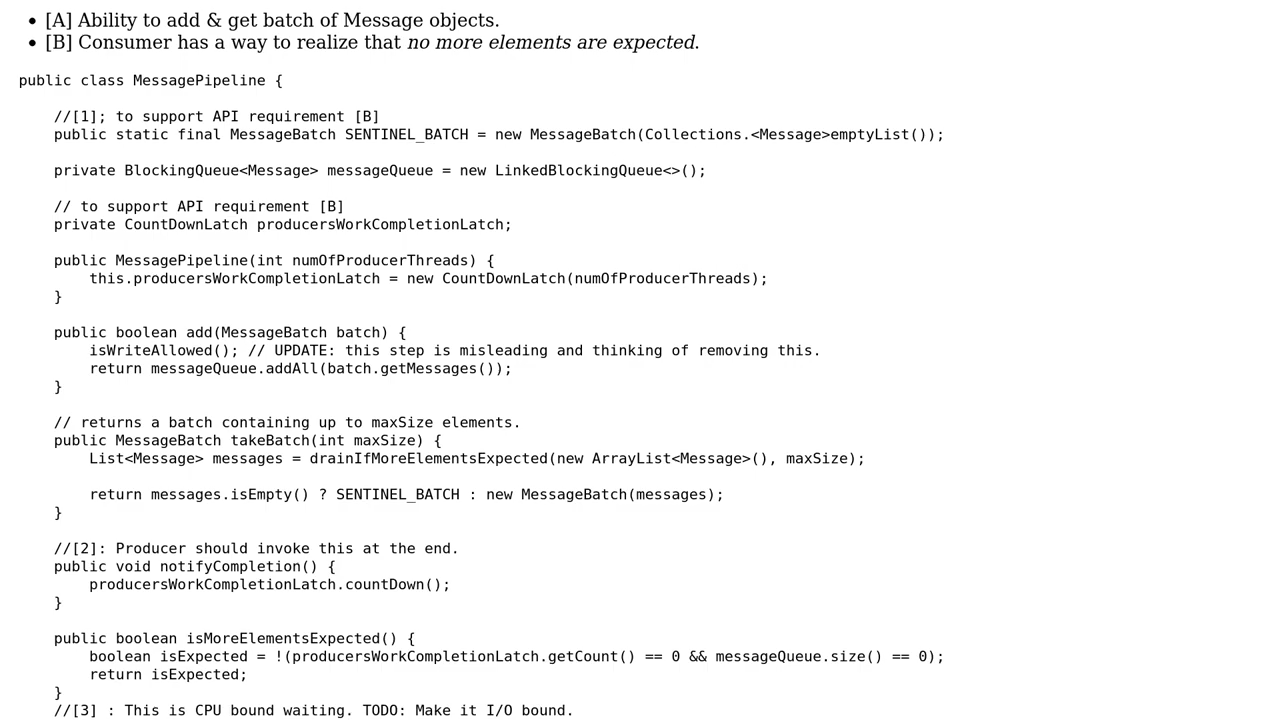 • [A] Ability to add & get batch of Message objects.
• [B] Consumer has a way to realize that no more elements are expected.
public class MessagePipeline {
//[1]; to support API requirement [B]
public static final MessageBatch SENTINEL_BATCH = new MessageBatch(Collections.<Message>emptyList());
private BlockingQueue<Message> messageQueue = new LinkedBlockingQueue<>();
// to support API requirement [B]
private CountDownLatch producersWorkCompletionLatch;
public MessagePipeline(int numOfProducerThreads) {
this.producersWorkCompletionLatch = new CountDownLatch(numOfProducerThreads);
}
public boolean add(MessageBatch batch) {
isWriteAllowed(); // UPDATE: this step is misleading and thinking of removing this.
return messageQueue.addAll(batch.getMessages());
}
// returns a batch containing up to maxSize elements.
public MessageBatch takeBatch(int maxSize) {
List<Message> messages = drainIfMoreElementsExpected(new ArrayList<Message>(), maxSize);
return messages.isEmpty() ? SENTINEL_BATCH : new MessageBatch(messages);
}
//[2]: Producer should invoke this at the end.
public void notifyCompletion() {
producersWorkCompletionLatch.countDown();
}
public boolean isMoreElementsExpected() {
boolean isExpected = !(producersWorkCompletionLatch.getCount() == 0 && messageQueue.size() == 0);
return isExpected;
}
//[3] : This is CPU bound waiting. TODO: Make it I/O bound.